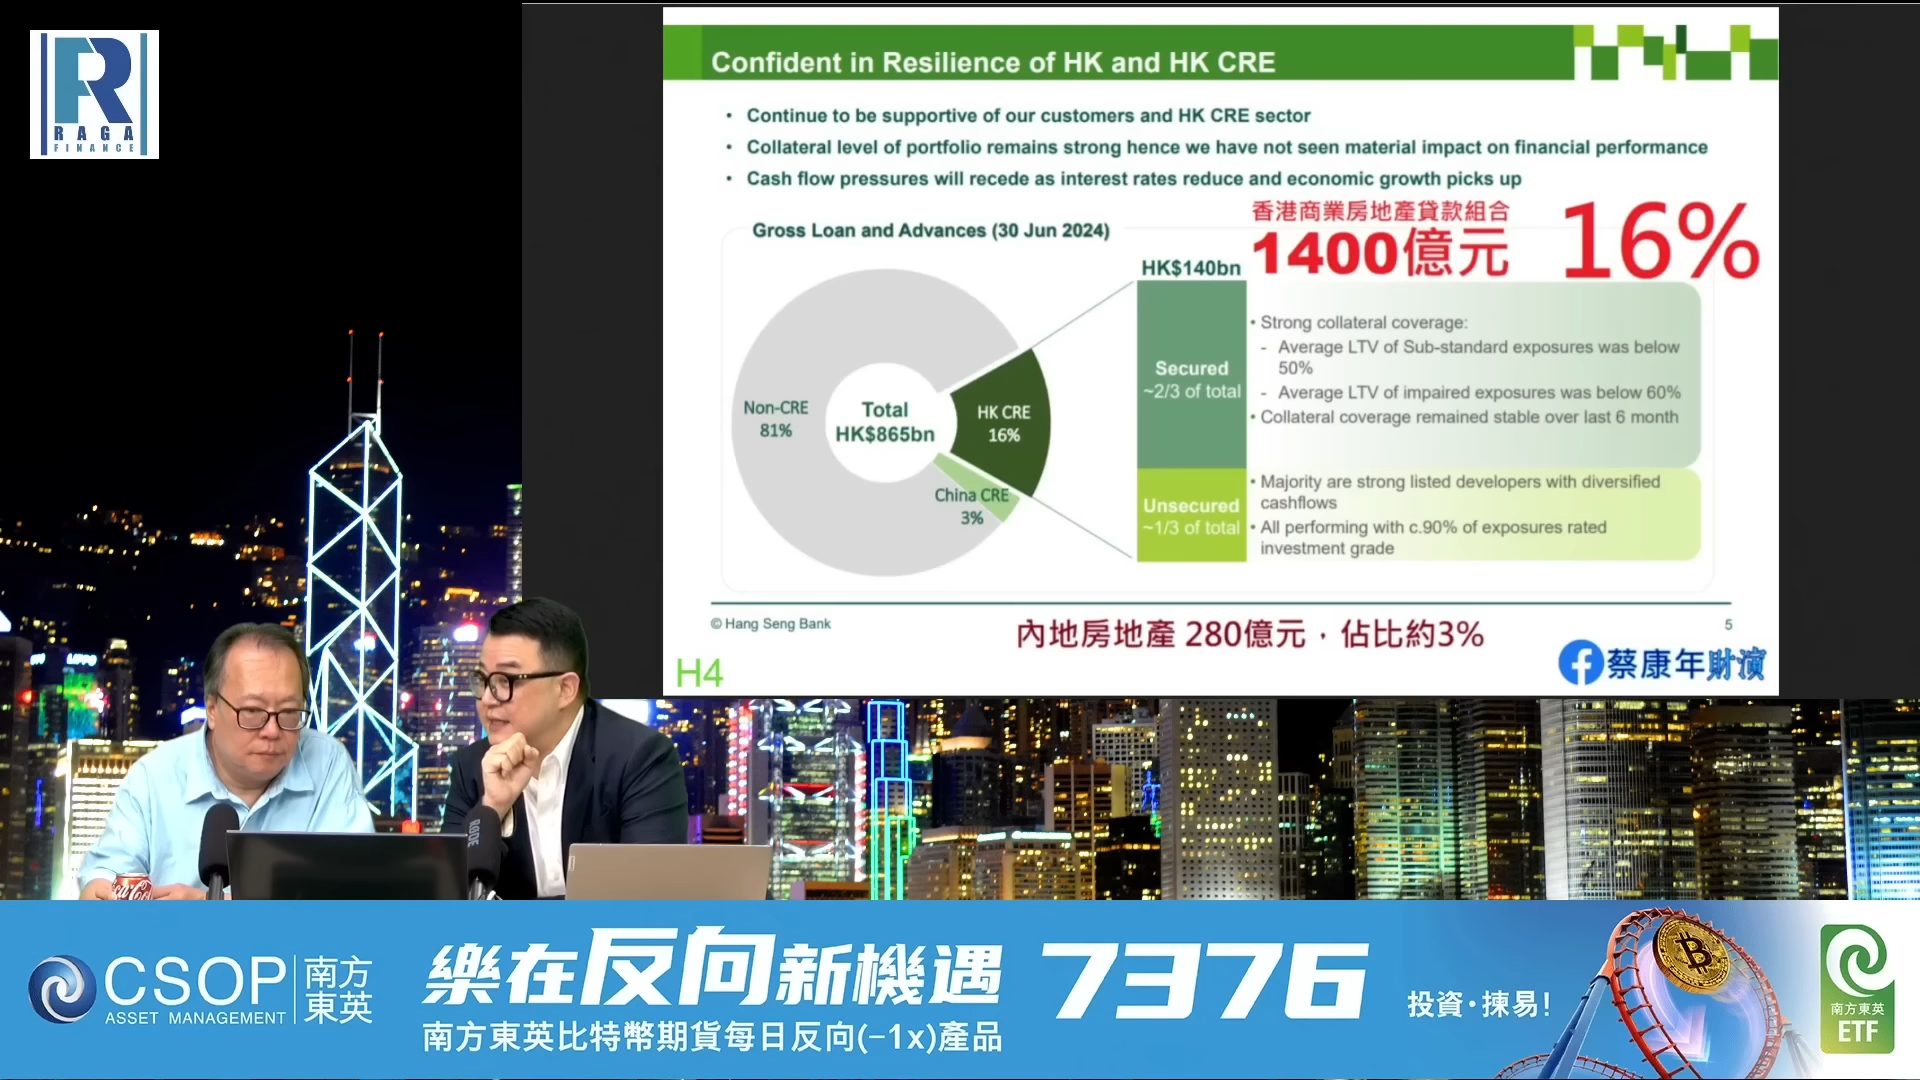 RAGA
FINANCE
Confident in Resilience of HK and HK CRE
• Continue to be supportive of our customers and HK CRE sector
• Collateral level of portfolio remains strong hence we have not seen material impact on financial performance
• Cash flow pressures will recede as interest rates reduce and economic growth picks up
香港商業房地產貸款組合
1400億元
16%
Gross Loan and Advances (30 Jun 2024)
HK$140bn
Non-CRE
81%
Total
HK$865bn
HK CRE
16%
China CRE
3%
Secured
~2/3 of total
• Strong collateral coverage:
- Average LTV of Sub-standard exposures was below
50%
- Average LTV of impaired exposures was below 60%
• Collateral coverage remained stable over last 6 month
Unsecured
~1/3 of total
• Majority are strong listed developers with diversified
cashflows
• All performing with c.90% of exposures rated
investment grade
© Hang Seng Bank
5
內地房地產 280億元，佔比約3%
H4
蔡康年財演
LIPPO
RODE
CSOP
ASSET MANAGEMENT
南方
東英
樂在反向新機遇 7376
南方東英比特幣期貨每日反向(-1x)產品
投資·揀易!
南方東英
ETF